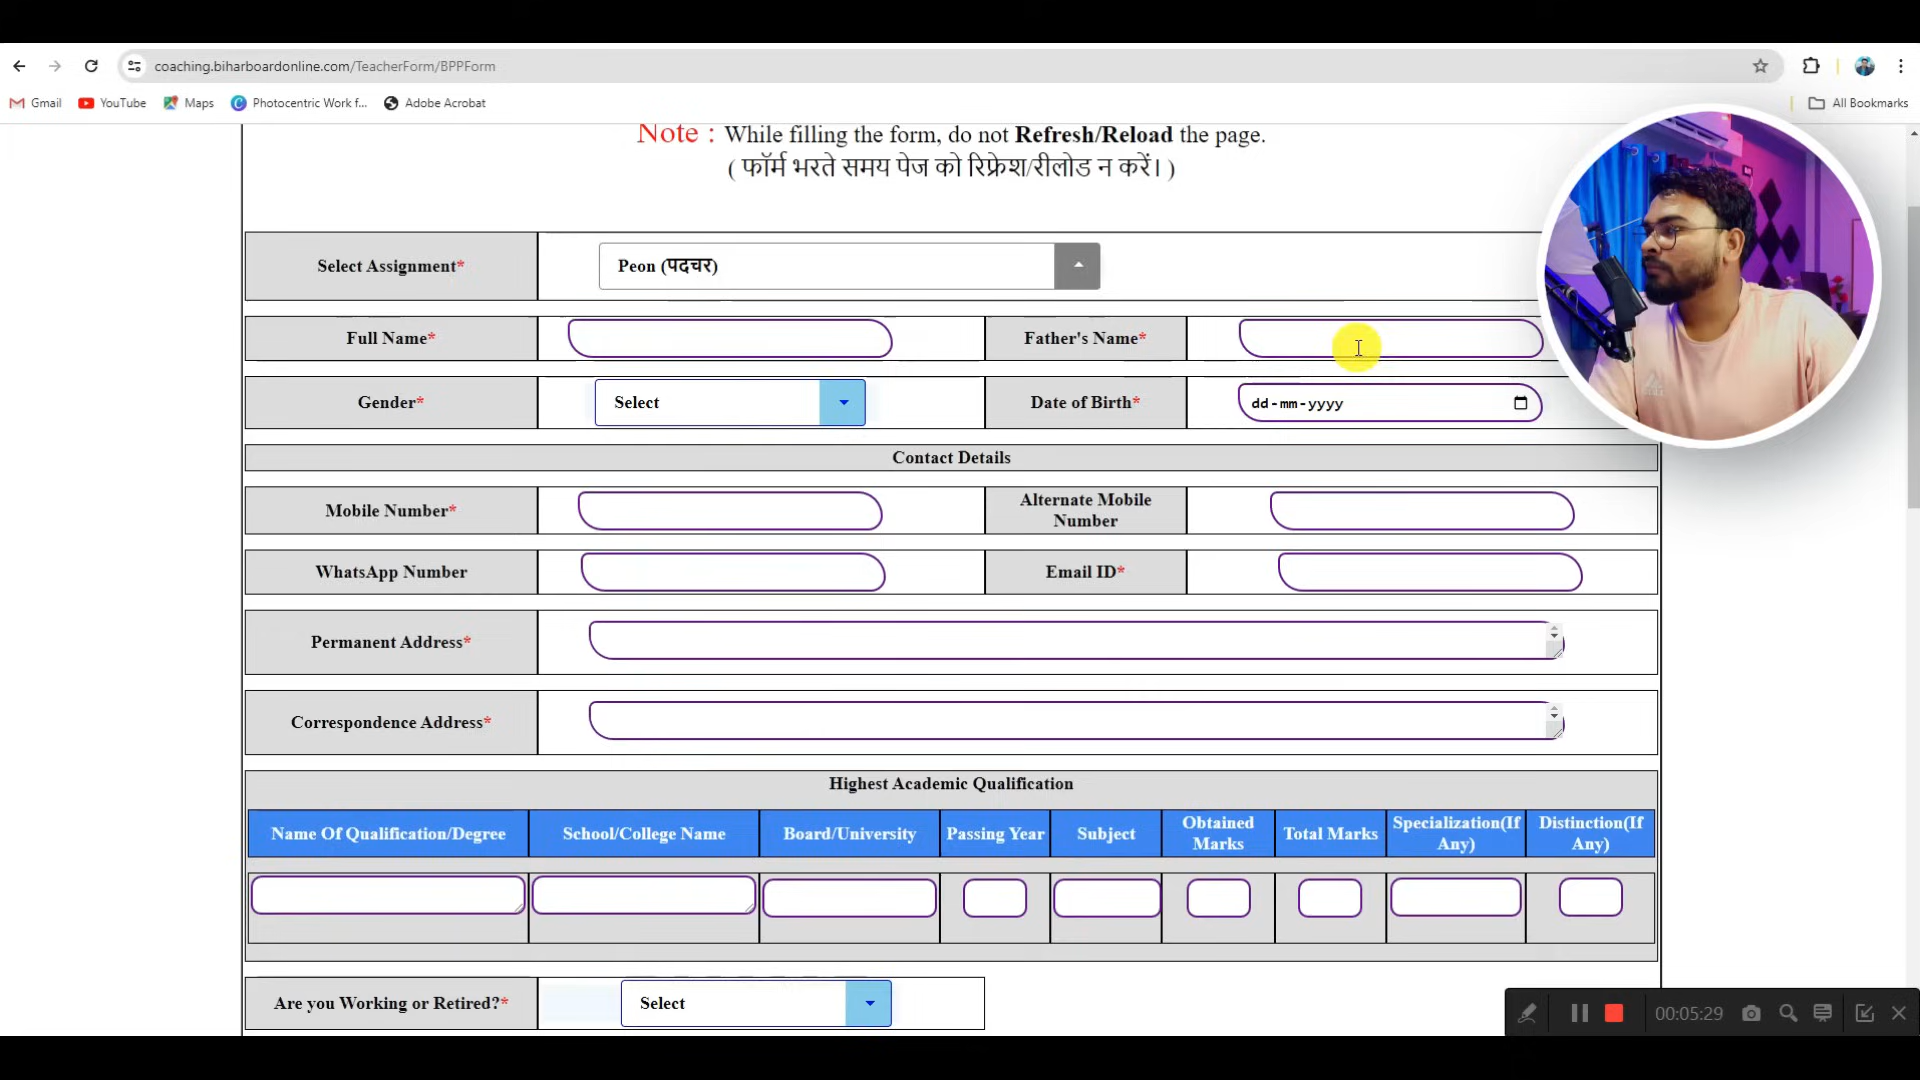 coaching.biharboardonline.com/TeacherForm/BPPForm
Gmail YouTube Maps Photocentric Work f... Adobe Acrobat All Bookmarks
Note : While filling the form, do not Refresh/Reload the page.
( फॉर्म भरते समय पेज को रिफ्रेश/रीलोड न करें। )
Select Assignment* Peon (पदचर)
Full Name* Father's Name*
Gender* Select Date of Birth* dd-mm-yyyy
Contact Details
Mobile Number* Alternate Mobile Number
WhatsApp Number Email ID*
Permanent Address*
Correspondence Address*
Highest Academic Qualification
Name Of Qualification/Degree School/College Name Board/University Passing Year Subject Obtained Marks Total Marks Specialization(If Any) Distinction(If Any)
Are you Working or Retired?* Select
00:05:29